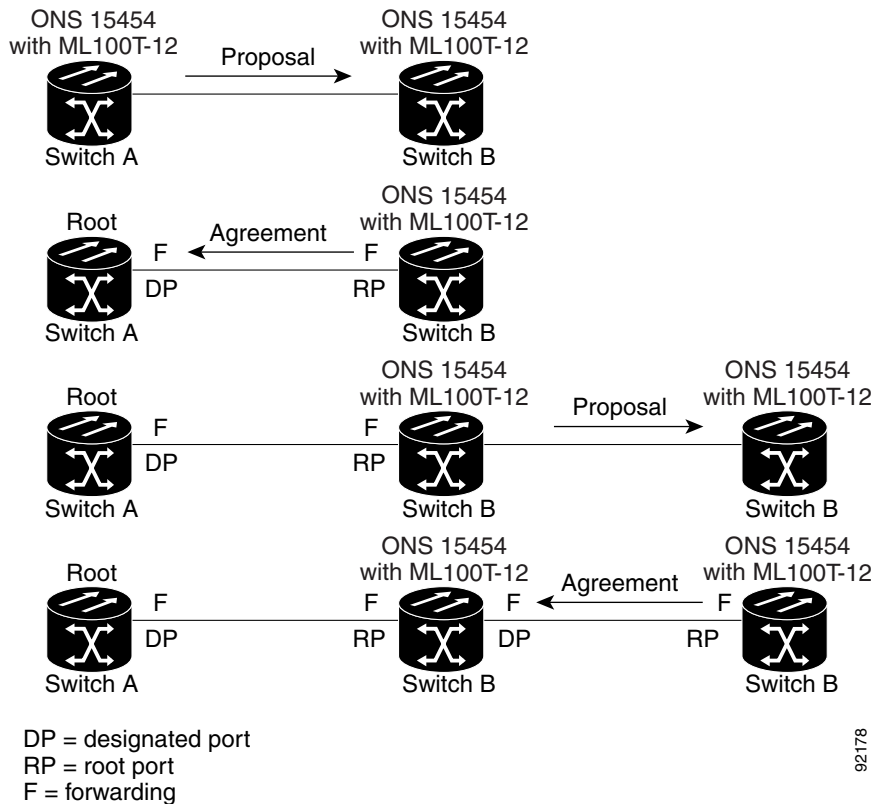 ONS 15454
with ML100T-12
ONS 15454
with ML100T-12
Proposal
Switch A
Switch B
ONS 15454
with ML100T-12
Root
F
Agreement
F
DP
RP
Switch A
Switch B
ONS 15454
with ML100T-12
ONS 15454
with ML100T-12
Root
Proposal
F
F
DP
RP
Switch A
Switch B
Switch B
ONS 15454
with ML100T-12
ONS 15454
with ML100T-12
Root
Agreement
F
F
F
F
DP
RP
DP
RP
Switch A
Switch B
Switch B
DP = designated port
RP = root port
F = forwarding
92178